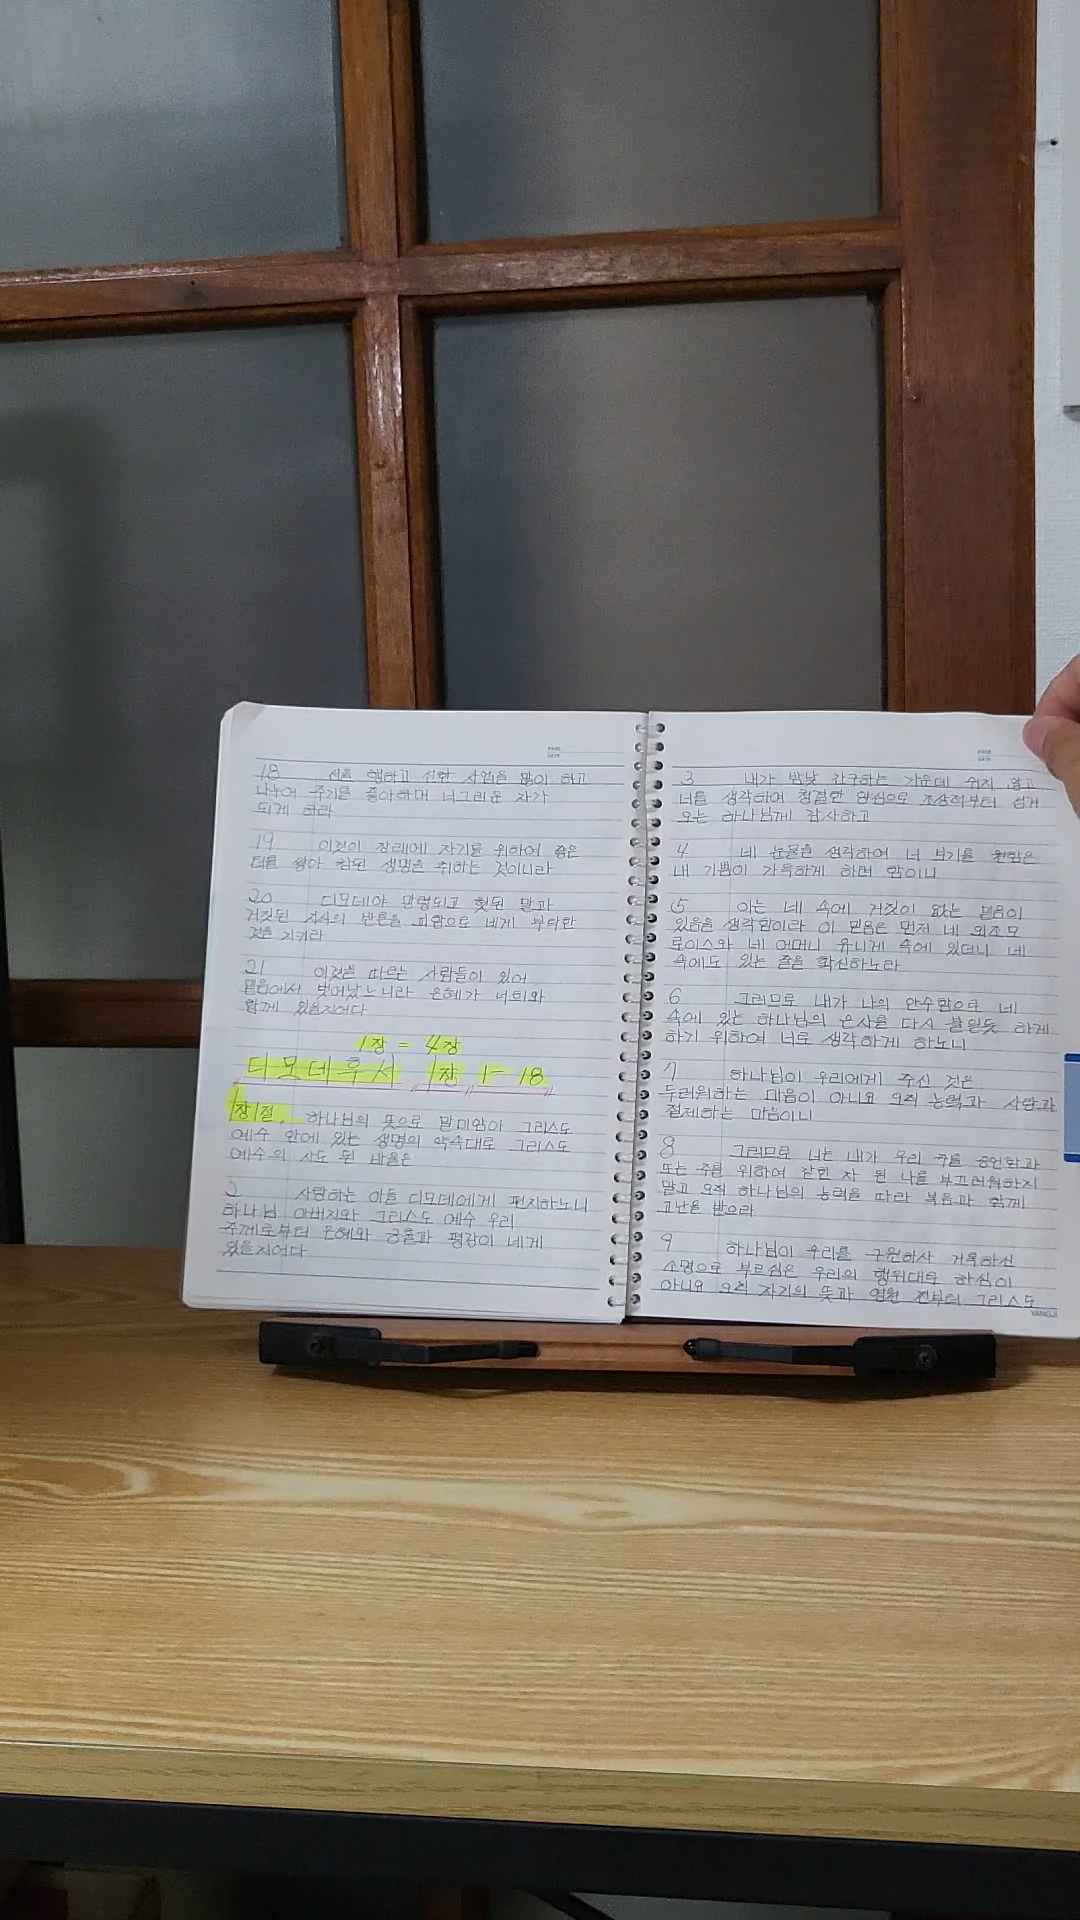 PAGE
DATE
18 선을 행하고 선한 사업을 많이 하고
나누어 주기를 좋아하며 너그러운 자가
되게 하라
19 이것이 장래에 자기를 위하여 좋은
터를 쌓아 참된 생명을 취하는 것이니라
20 디모데야 망령되고 헛된 말과
거짓된 지식의 반론을 피함으로 네게 부탁한
것을 지키라
21 이것을 따르는 사람들이 있어
믿음에서 벗어났느니라 은혜가 너희와
함께 있을지어다
1장 = 4장
디모데후서 1장 1- 18
1장1절. 하나님의 뜻으로 말미암아 그리스도
예수 안에 있는 생명의 약속대로 그리스도
예수의 사도 된 바울은
2 사랑하는 아들 디모데에게 편지하노니
하나님 아버지와 그리스도 예수 우리
주께로부터 은혜와 긍휼과 평강이 네게
있을지어다
PAGE
DATE
3 내가 밤낮 간구하는 가운데 쉬지 않고
너를 생각하여 청결한 양심으로 조상적부터 섬겨
오는 하나님께 감사하고
4 네 눈물을 생각하여 너 보기를 원함은
내 기쁨이 가득하게 하려 함이니
5 이는 네 속에 거짓이 없는 믿음이
있음을 생각함이라 이 믿음은 먼저 네 외조모
로이스와 네 어머니 유니게 속에 있더니 네
속에도 있는 줄을 확신하노라
6 그러므로 내가 나의 안수함으로 네
속에 있는 하나님의 은사를 다시 불일듯 하게
하기 위하여 너로 생각하게 하노니
7 하나님이 우리에게 주신 것은
두려워하는 마음이 아니요 오직 능력과 사랑과
절제하는 마음이니
8 그러므로 너는 내가 우리 주를 증언함과
또는 주를 위하여 갇힌 자 된 나를 부끄러워하지
말고 오직 하나님의 능력을 따라 복음과 함께
고난을 받으라
9 하나님이 우리를 구원하사 거룩하신
소명으로 부르심은 우리의 행위대로 하심이
아니요 오직 자기의 뜻과 영원 전부터 그리스도